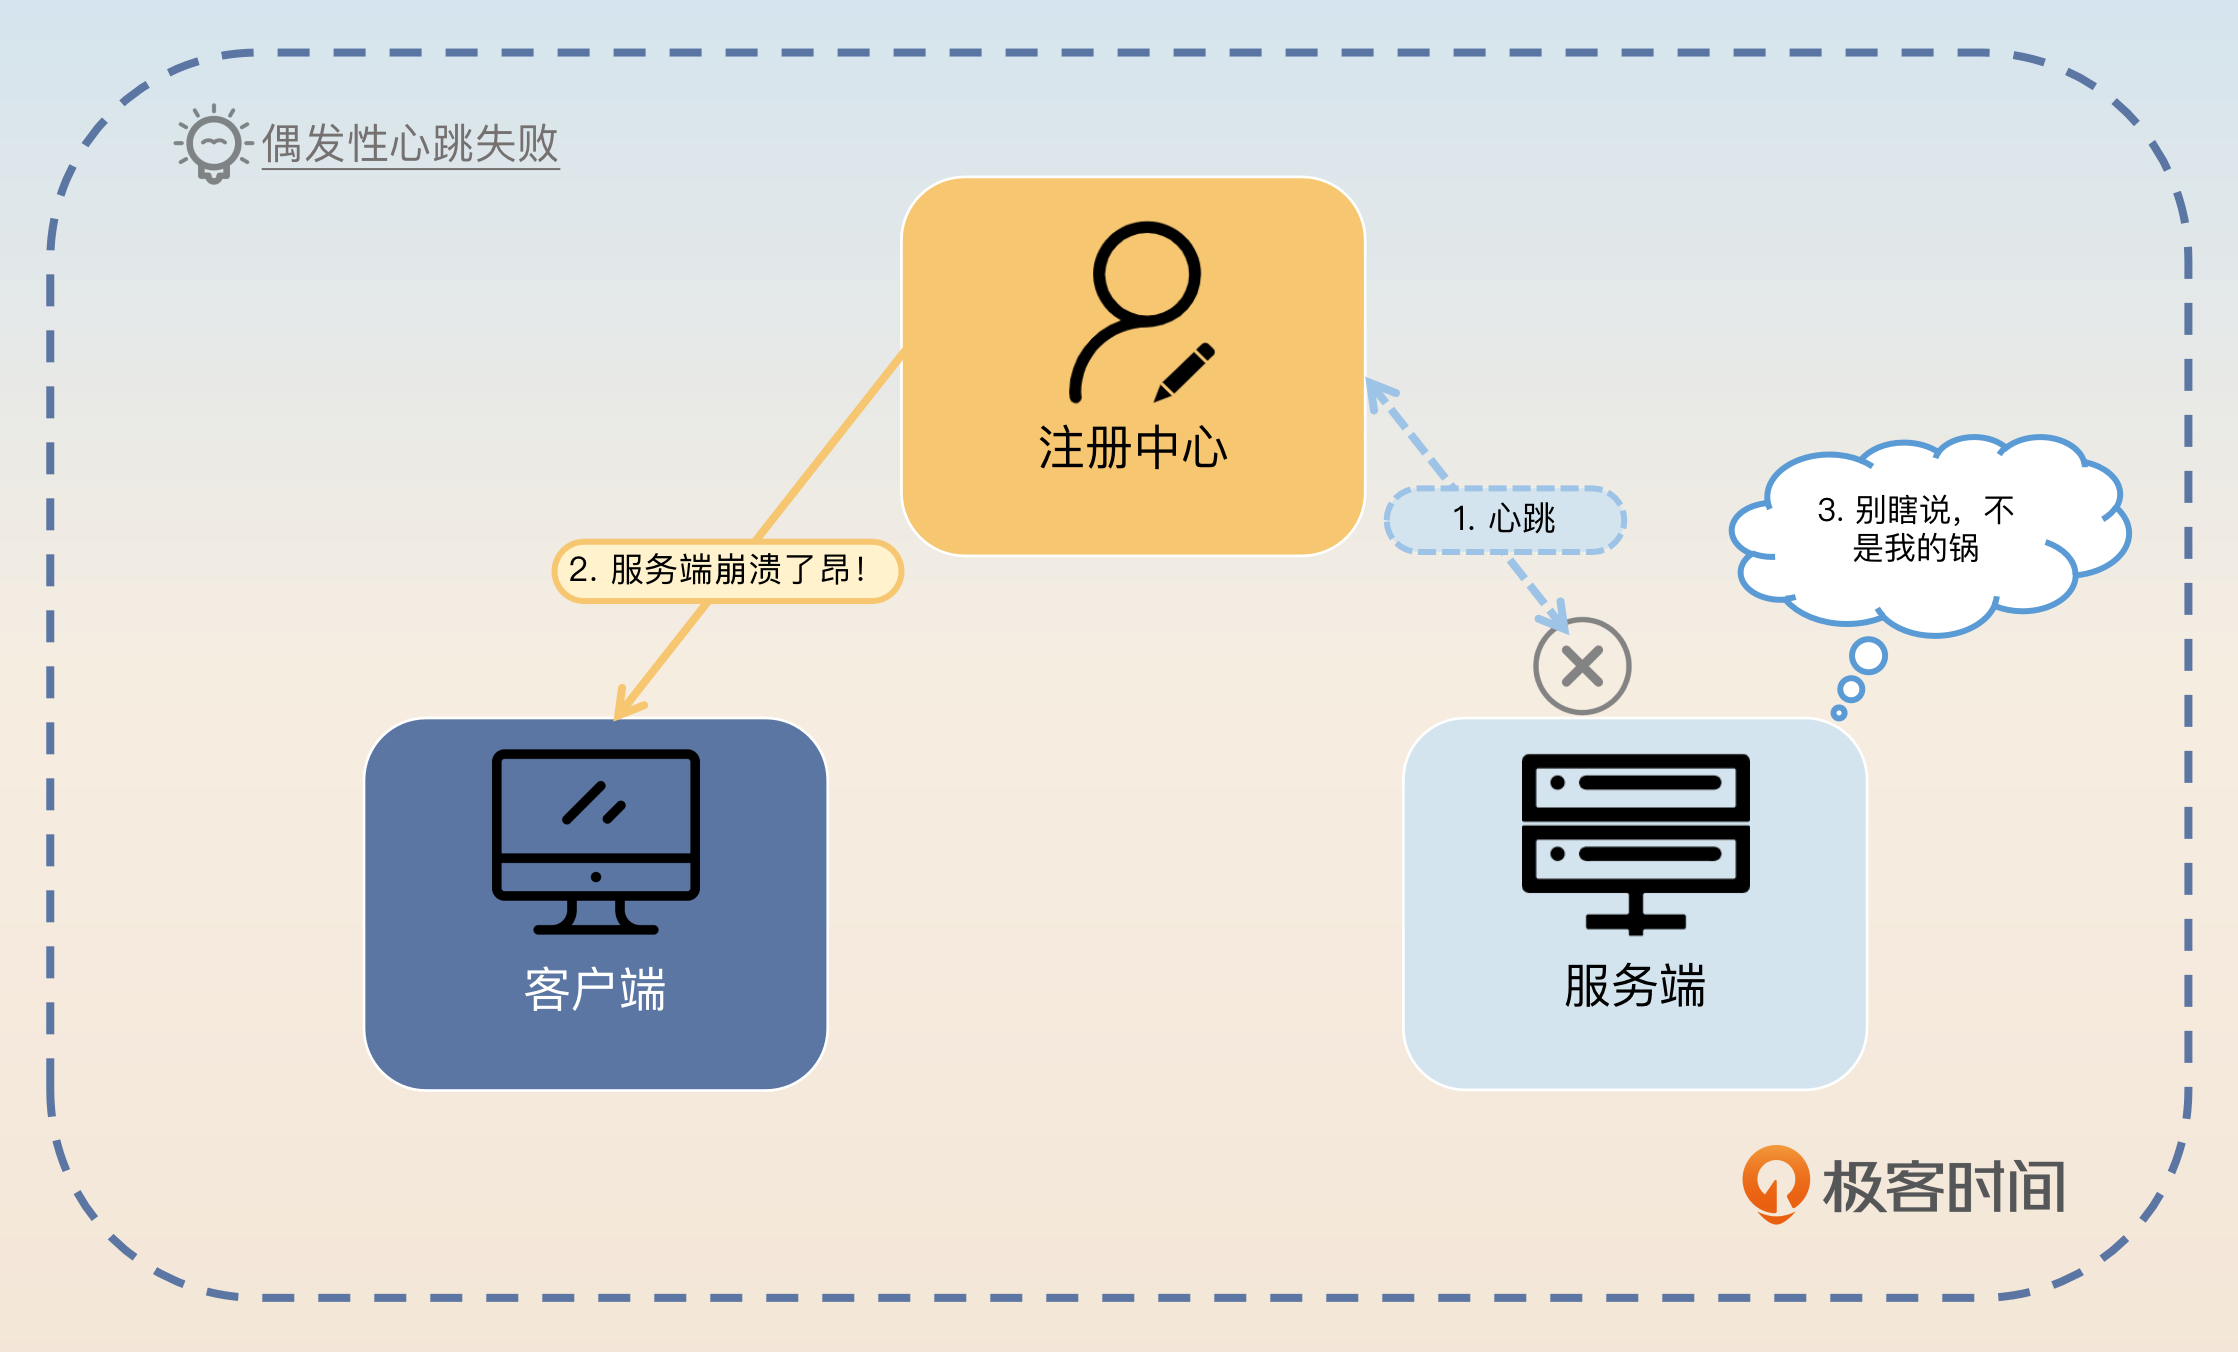 偶发性心跳失败
注册中心
1. 心跳
3. 别瞎说，不
是我的锅
2. 服务端崩溃了昂！
客户端
服务端
极客时间